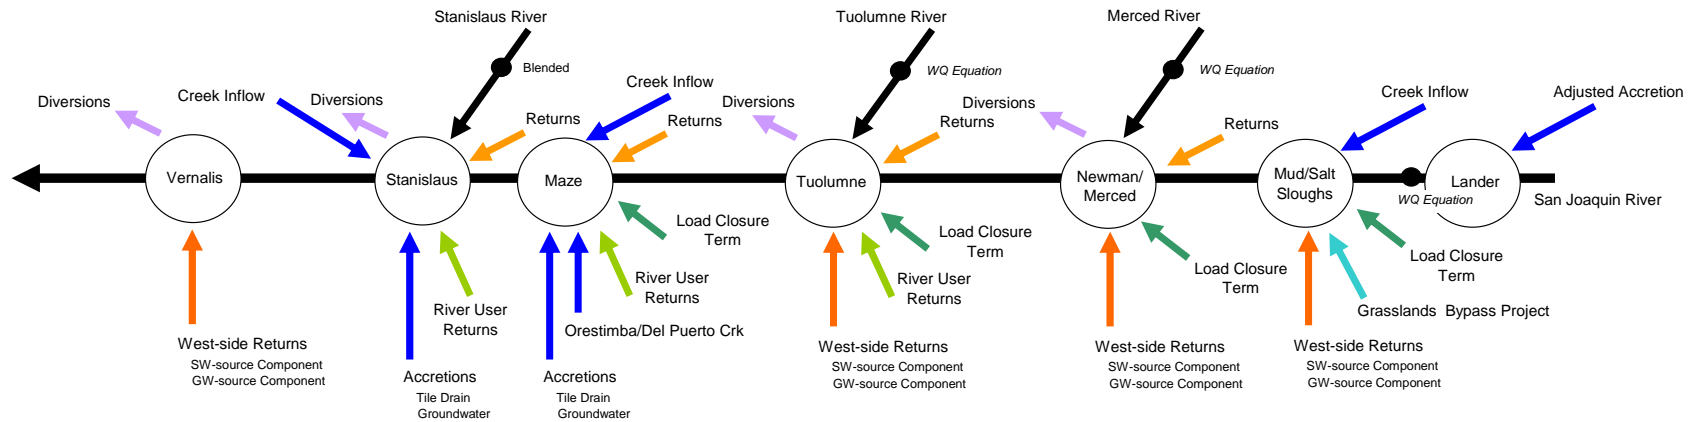 Stanislaus River
Tuolumne River
Merced River
Blended
WQ Equation
WQ Equation
Diversions
Creek Inflow
Diversions
Creek Inflow
Returns
Returns
Diversions
Diversions
Returns
Returns
Creek Inflow
Adjusted Accretion
Vernalis
Stanislaus
Maze
Tuolumne
Newman/
Merced
Mud/Salt
Sloughs
Lander
WQ Equation
San Joaquin River
Load Closure
Term
Load Closure
Term
Load Closure
Term
Load Closure
Term
River User
Returns
River User
Returns
River User
Returns
Orestimba/Del Puerto Crk
Grasslands Bypass Project
West-side Returns
SW-source Component
GW-source Component
Accretions
Tile Drain
Groundwater
Accretions
Tile Drain
Groundwater
West-side Returns
SW-source Component
GW-source Component
West-side Returns
SW-source Component
GW-source Component
West-side Returns
SW-source Component
GW-source Component